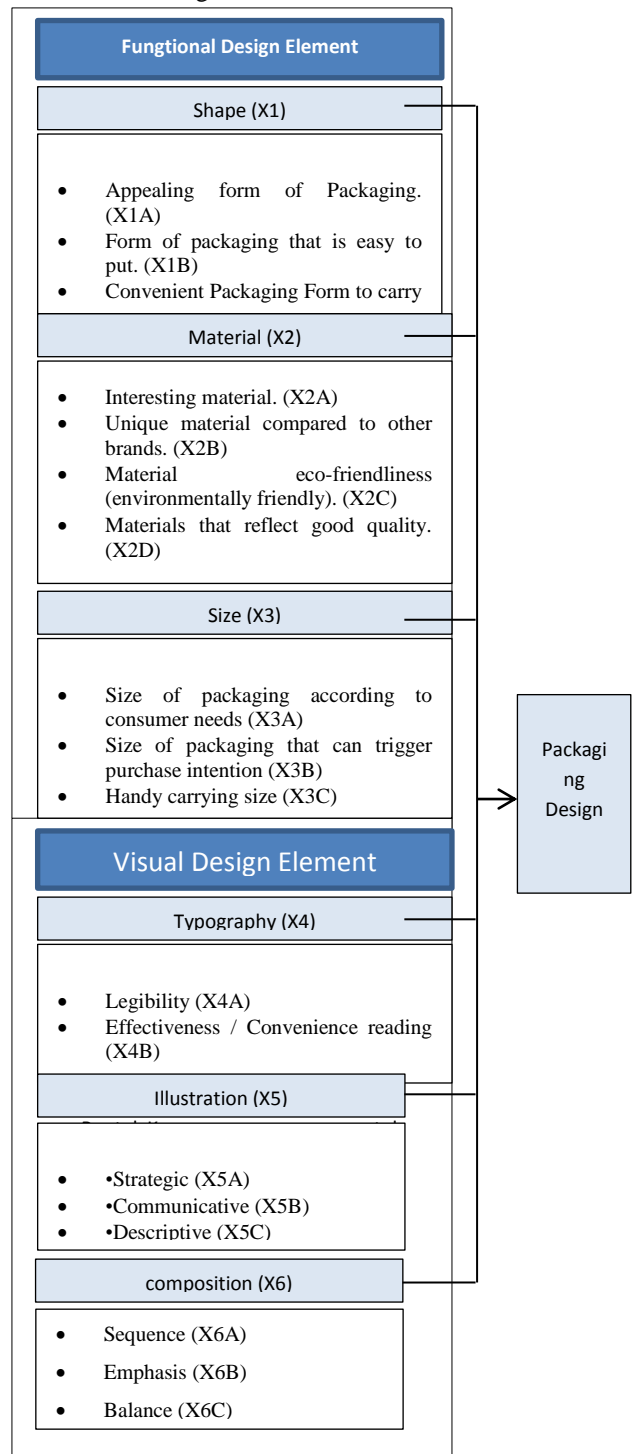 Fungtional Design Element
Shape (X1)
• Appealing form of Packaging.
(X1A)
• Form of packaging that is easy to
put. (X1B)
• Convenient Packaging Form to carry
Material (X2)
• Interesting material. (X2A)
• Unique material compared to other
brands. (X2B)
• Material eco-friendliness
(environmentally friendly). (X2C)
• Materials that reflect good quality.
(X2D)
Size (X3)
• Size of packaging according to
consumer needs (X3A)
• Size of packaging that can trigger
purchase intention (X3B)
• Handy carrying size (X3C)
Packagi
ng
Design
Visual Design Element
Typography (X4)
• Legibility (X4A)
• Effectiveness / Convenience reading
(X4B)
Illustration (X5)
• •Strategic (X5A)
• •Communicative (X5B)
• •Descriptive (X5C)
composition (X6)
• Sequence (X6A)
• Emphasis (X6B)
• Balance (X6C)